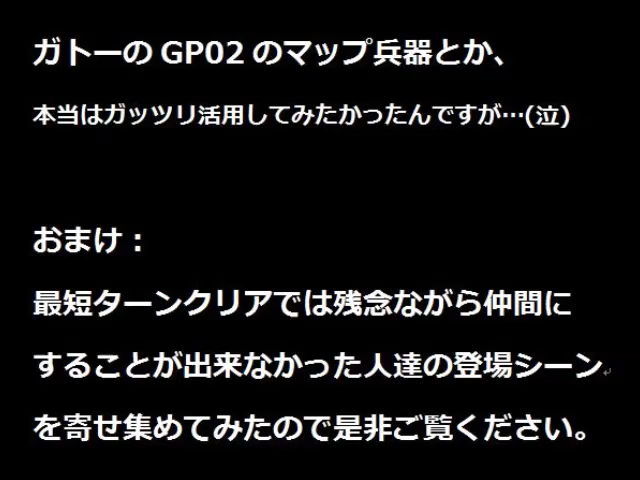 ガトーのGP02のマップ兵器とか、
本当はガッツリ活用してみたかったんですが…(泣)
おまけ：
最短ターンクリアでは残念ながら仲間に
することが出来なかった人達の登場シーン
を寄せ集めてみたので是非ご覧ください。